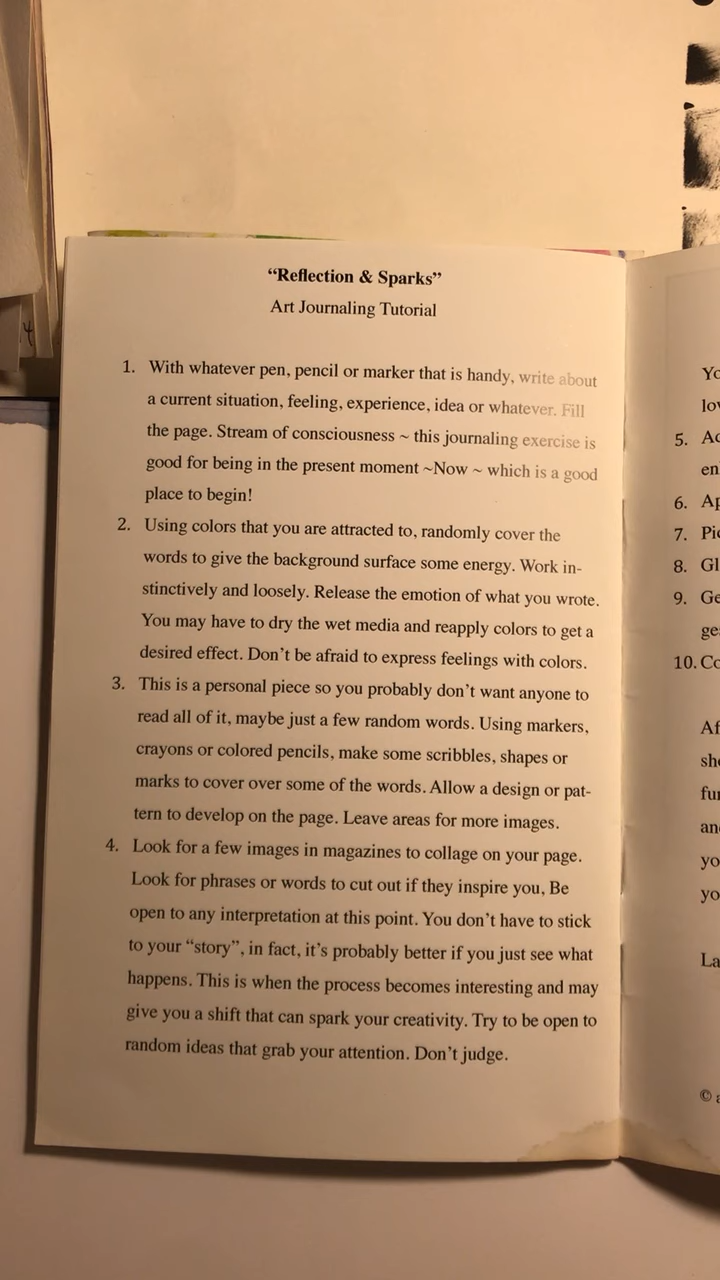 "Reflection & Sparks"
Art Journaling Tutorial
1. With whatever pen, pencil or marker that is handy, write about
a current situation, feeling, experience, idea or whatever. Fill
the page. Stream of consciousness ~ this journaling exercise is
good for being in the present moment ~Now ~ which is a good
place to begin!
2. Using colors that you are attracted to, randomly cover the
words to give the background surface some energy. Work in-
stinctively and loosely. Release the emotion of what you wrote.
You may have to dry the wet media and reapply colors to get a
desired effect. Don't be afraid to express feelings with colors.
3. This is a personal piece so you probably don't want anyone to
read all of it, maybe just a few random words. Using markers,
crayons or colored pencils, make some scribbles, shapes or
marks to cover over some of the words. Allow a design or pat-
tern to develop on the page. Leave areas for more images.
4. Look for a few images in magazines to collage on your page.
Look for phrases or words to cut out if they inspire you, Be
open to any interpretation at this point. You don't have to stick
to your "story", in fact, it's probably better if you just see what
happens. This is when the process becomes interesting and may
give you a shift that can spark your creativity. Try to be open to
random ideas that grab your attention. Don't judge.
5.
6.
7.
8.
9.
10.
©